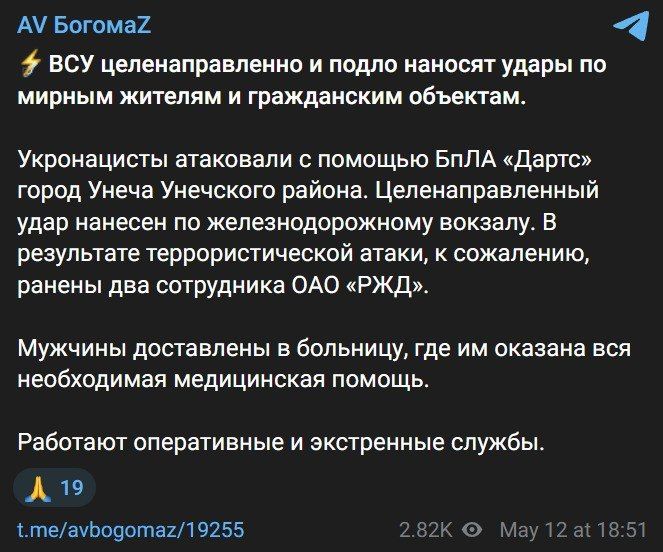 AV БогомаZ
⚡ ВСУ целенаправленно и подло наносят удары по
мирным жителям и гражданским объектам.
Укронацисты атаковали с помощью БпЛА «Дартс»
город Унеча Унечского района. Целенаправленный
удар нанесен по железнодорожному вокзалу. В
результате террористической атаки, к сожалению,
ранены два сотрудника ОАО «РЖД».
Мужчины доставлены в больницу, где им оказана вся
необходимая медицинская помощь.
Работают оперативные и экстренные службы.
🙏 19
t.me/avbogomaz/19255 2.82K May 12 at 18:51